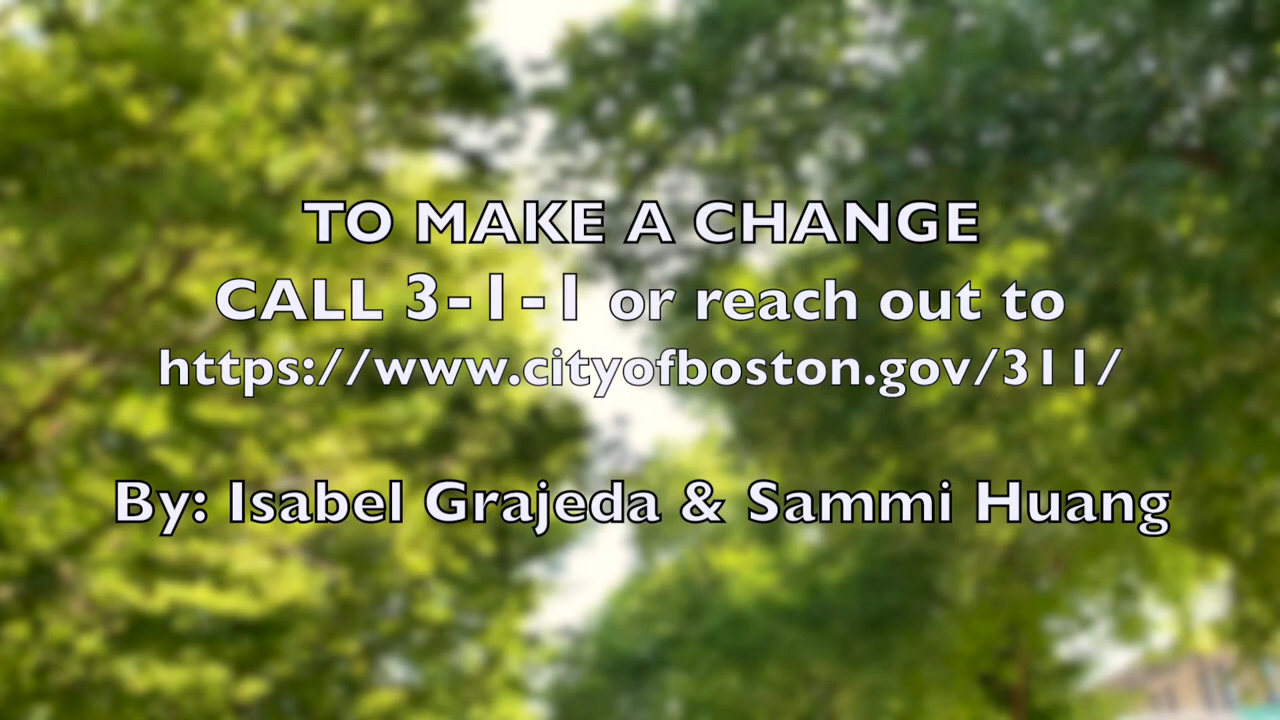 TO MAKE A CHANGE
CALL 3-1-1 or reach out to
https://www.cityofboston.gov/311/
By: Isabel Grajeda & Sammi Huang